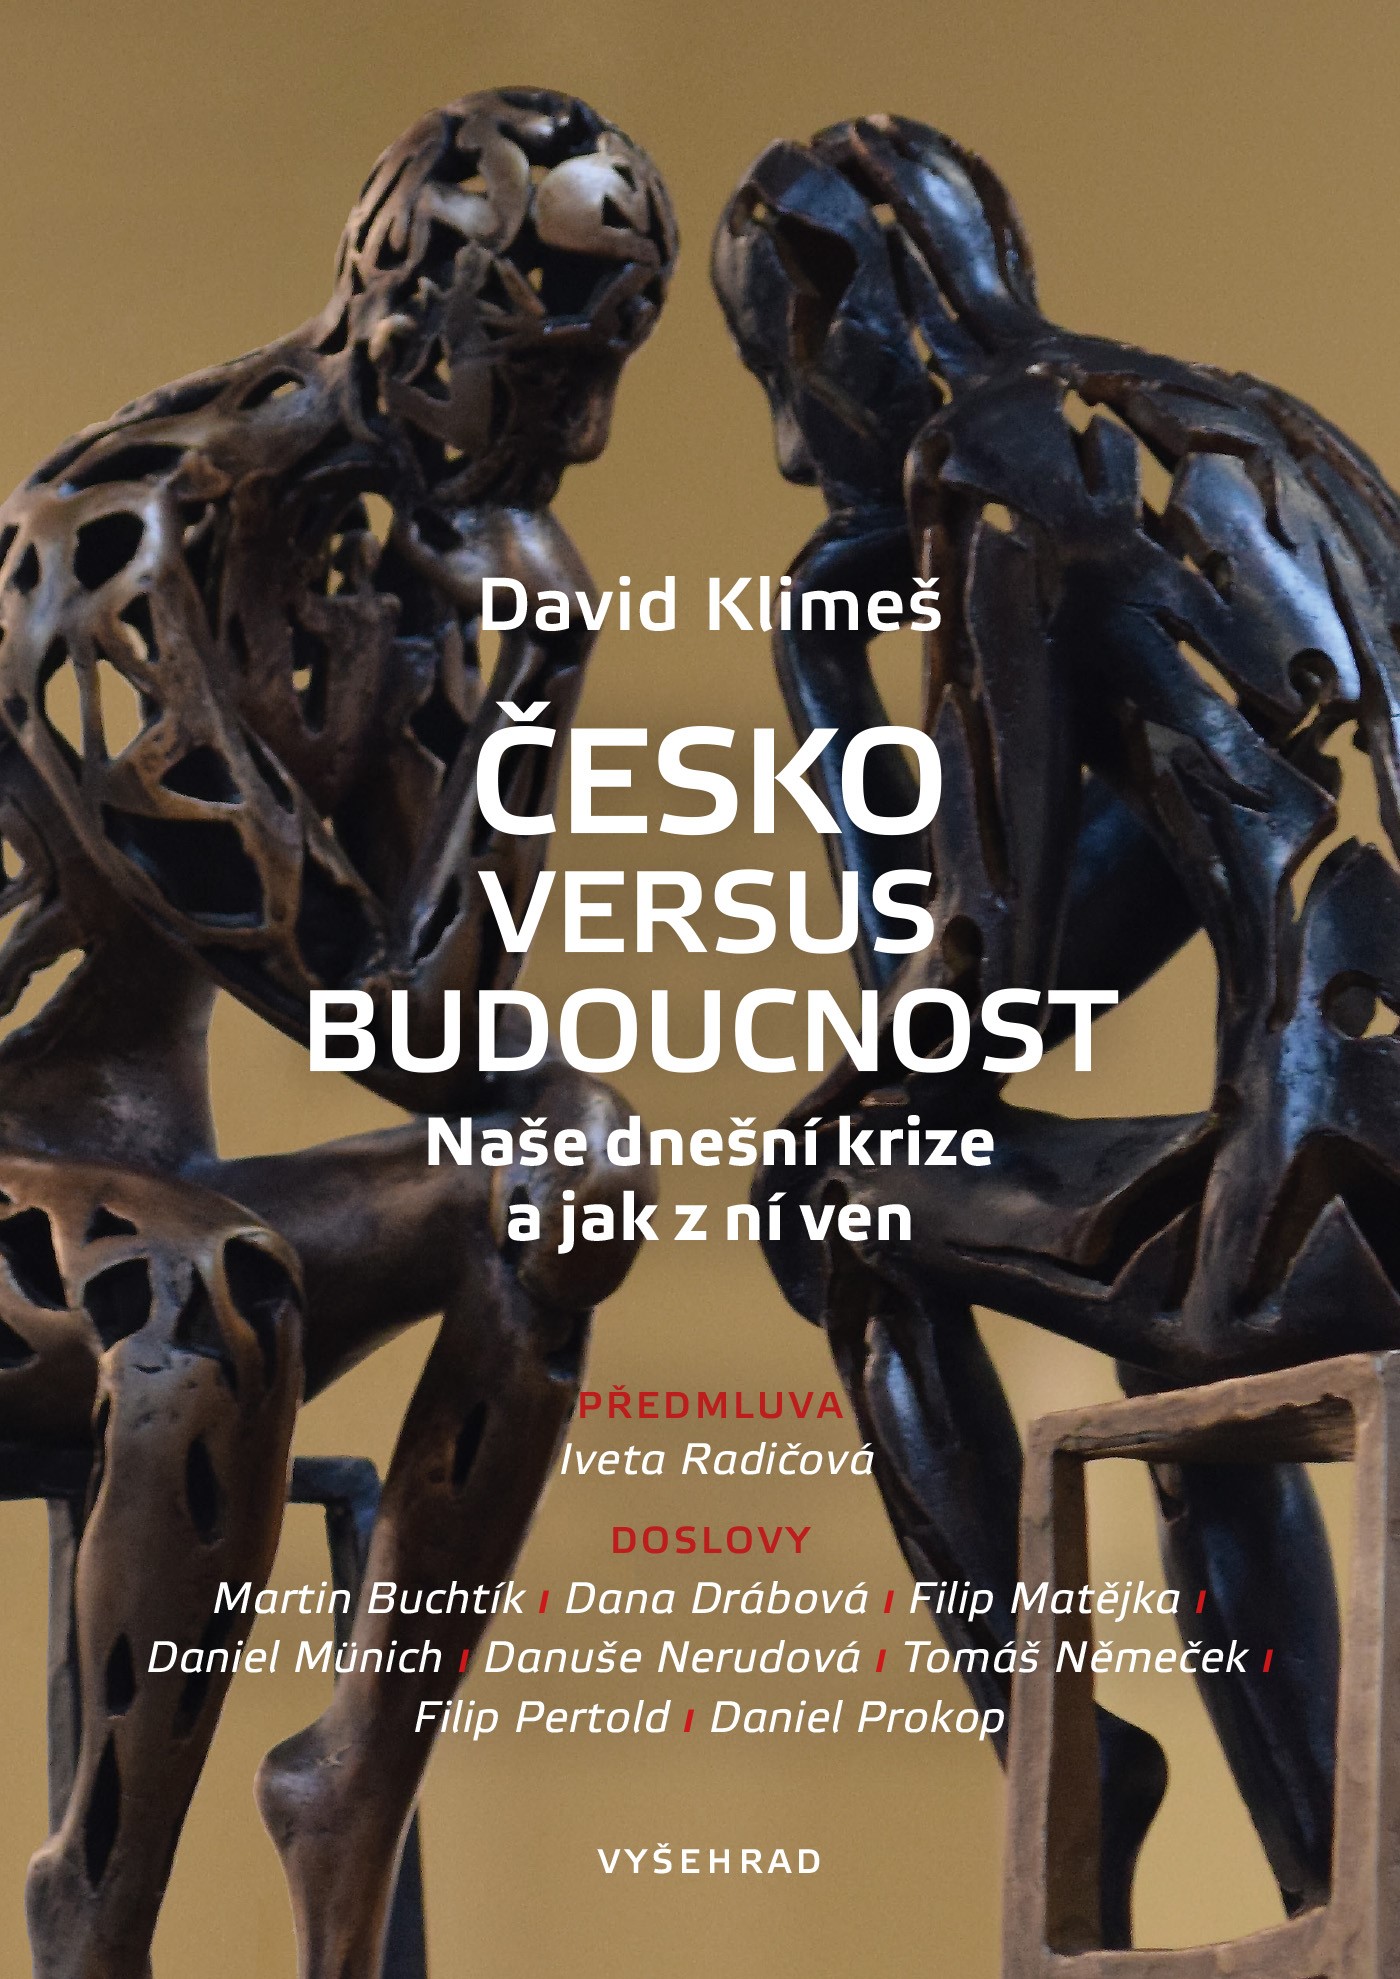 David Klimeš
ČESKO
VERSUS
BUDOUCNOST
Naše dnešní krize
a jak z ní ven
PŘEDMLUVA
Iveta Radičová
DOSLOVY
Martin Buchtík I Dana Drábová I Filip Matějka I
Daniel Münich I Danuše Nerudová I Tomáš Němeček I
Filip Pertold I Daniel Prokop
VYŠEHRAD